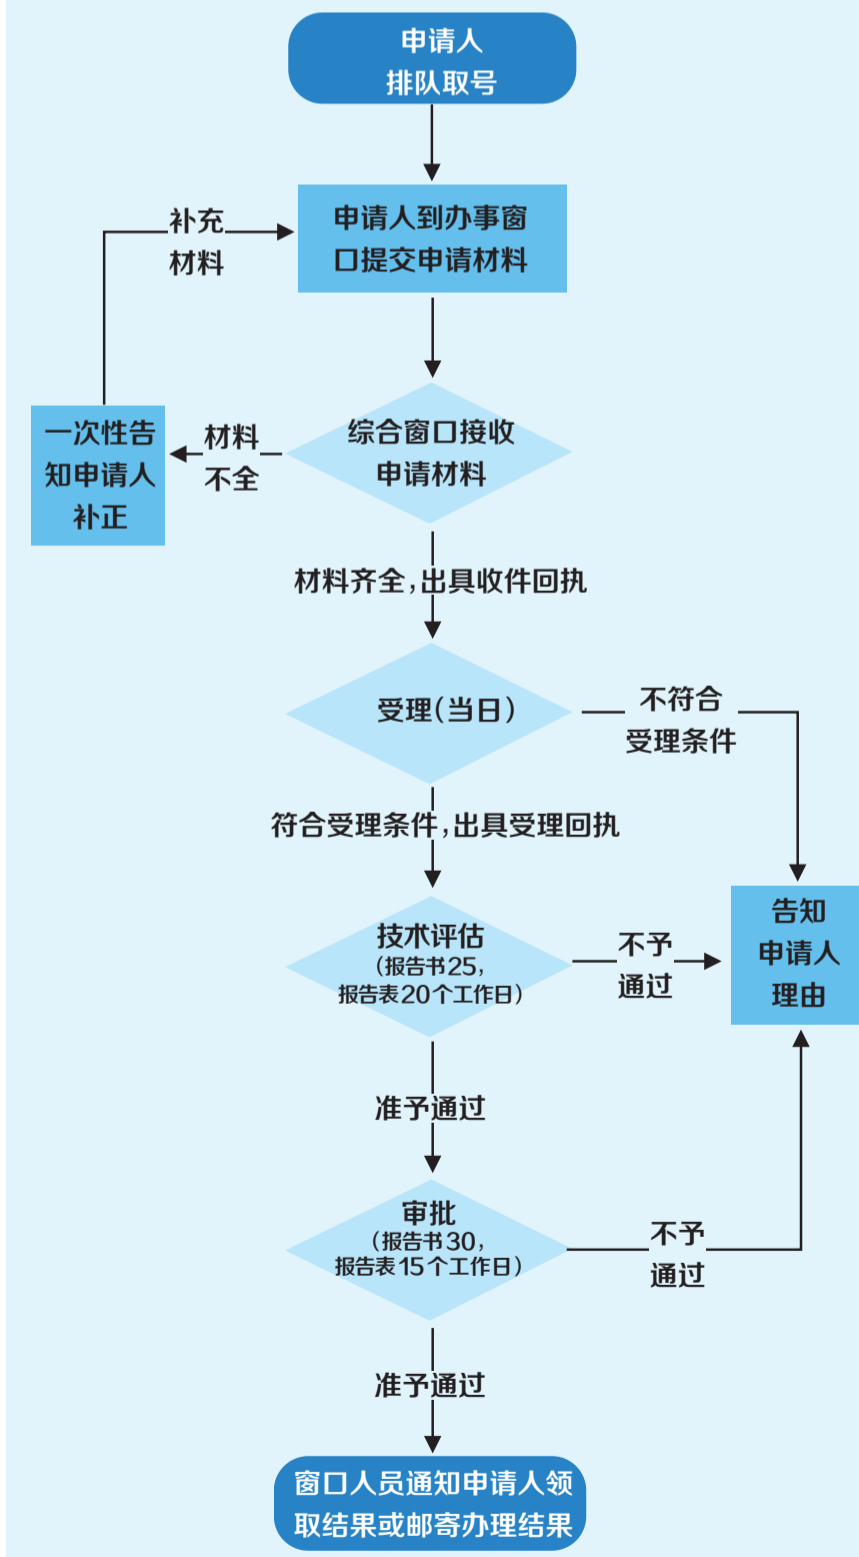 申请人
排队取号
申请人到办事窗
口提交申请材料
补充
材料
综合窗口接收
申请材料
材料
不全
一次性告
知申请人
补正
材料齐全,出具收件回执
受理(当日)
不符合
受理条件
符合受理条件,出具受理回执
技术评估
(报告书25,
报告表20个工作日)
不予
通过
告知
申请人
理由
准予通过
审批
(报告书30,
报告表15个工作日)
不予
通过
准予通过
窗口人员通知申请人领
取结果或邮寄办理结果